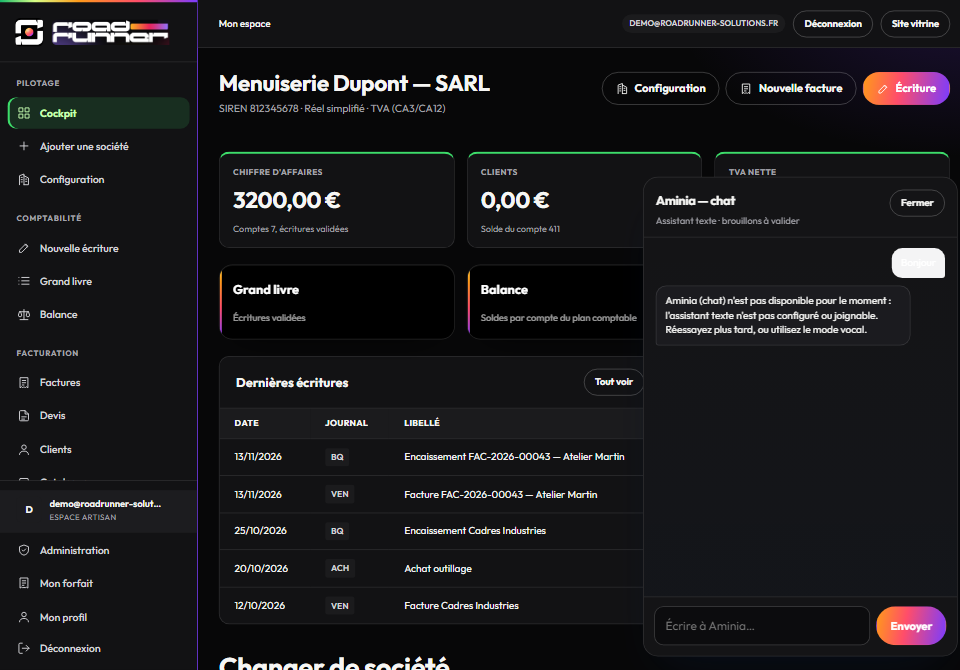 road runner
PILOTAGE
Cockpit
Ajouter une société
Configuration
COMPTABILITÉ
Nouvelle écriture
Grand livre
Balance
FACTURATION
Factures
Devis
Clients
D
demo@roadrunner-solut...
ESPACE ARTISAN
Administration
Mon forfait
Mon profil
Déconnexion
Mon espace
DEMO@ROADRUNNER-SOLUTIONS.FR
Déconnexion
Site vitrine
Menuiserie Dupont — SARL
SIREN 812345678 · Réel simplifié · TVA (CA3/CA12)
Configuration
Nouvelle facture
Écriture
CHIFFRE D'AFFAIRES
3200,00 €
Comptes 7, écritures validées
CLIENTS
0,00 €
Solde du compte 411
TVA NETTE
Grand livre
Écritures validées
Balance
Soldes par compte du plan comptable
Dernières écritures
Tout voir
DATE JOURNAL LIBELLÉ
13/11/2026 BQ Encaissement FAC-2026-00043 — Atelier Martin
13/11/2026 VEN Facture FAC-2026-00043 — Atelier Martin
25/10/2026 BQ Encaissement Cadres Industries
20/10/2026 ACH Achat outillage
12/10/2026 VEN Facture Cadres Industries
Changer de société
Aminia — chat
Assistant texte · brouillons à valider
Fermer
Aminia (chat) n'est pas disponible pour le moment :
l'assistant texte n'est pas configuré ou joignable.
Réessayez plus tard, ou utilisez le mode vocal.
Écrire à Aminia...
Envoyer